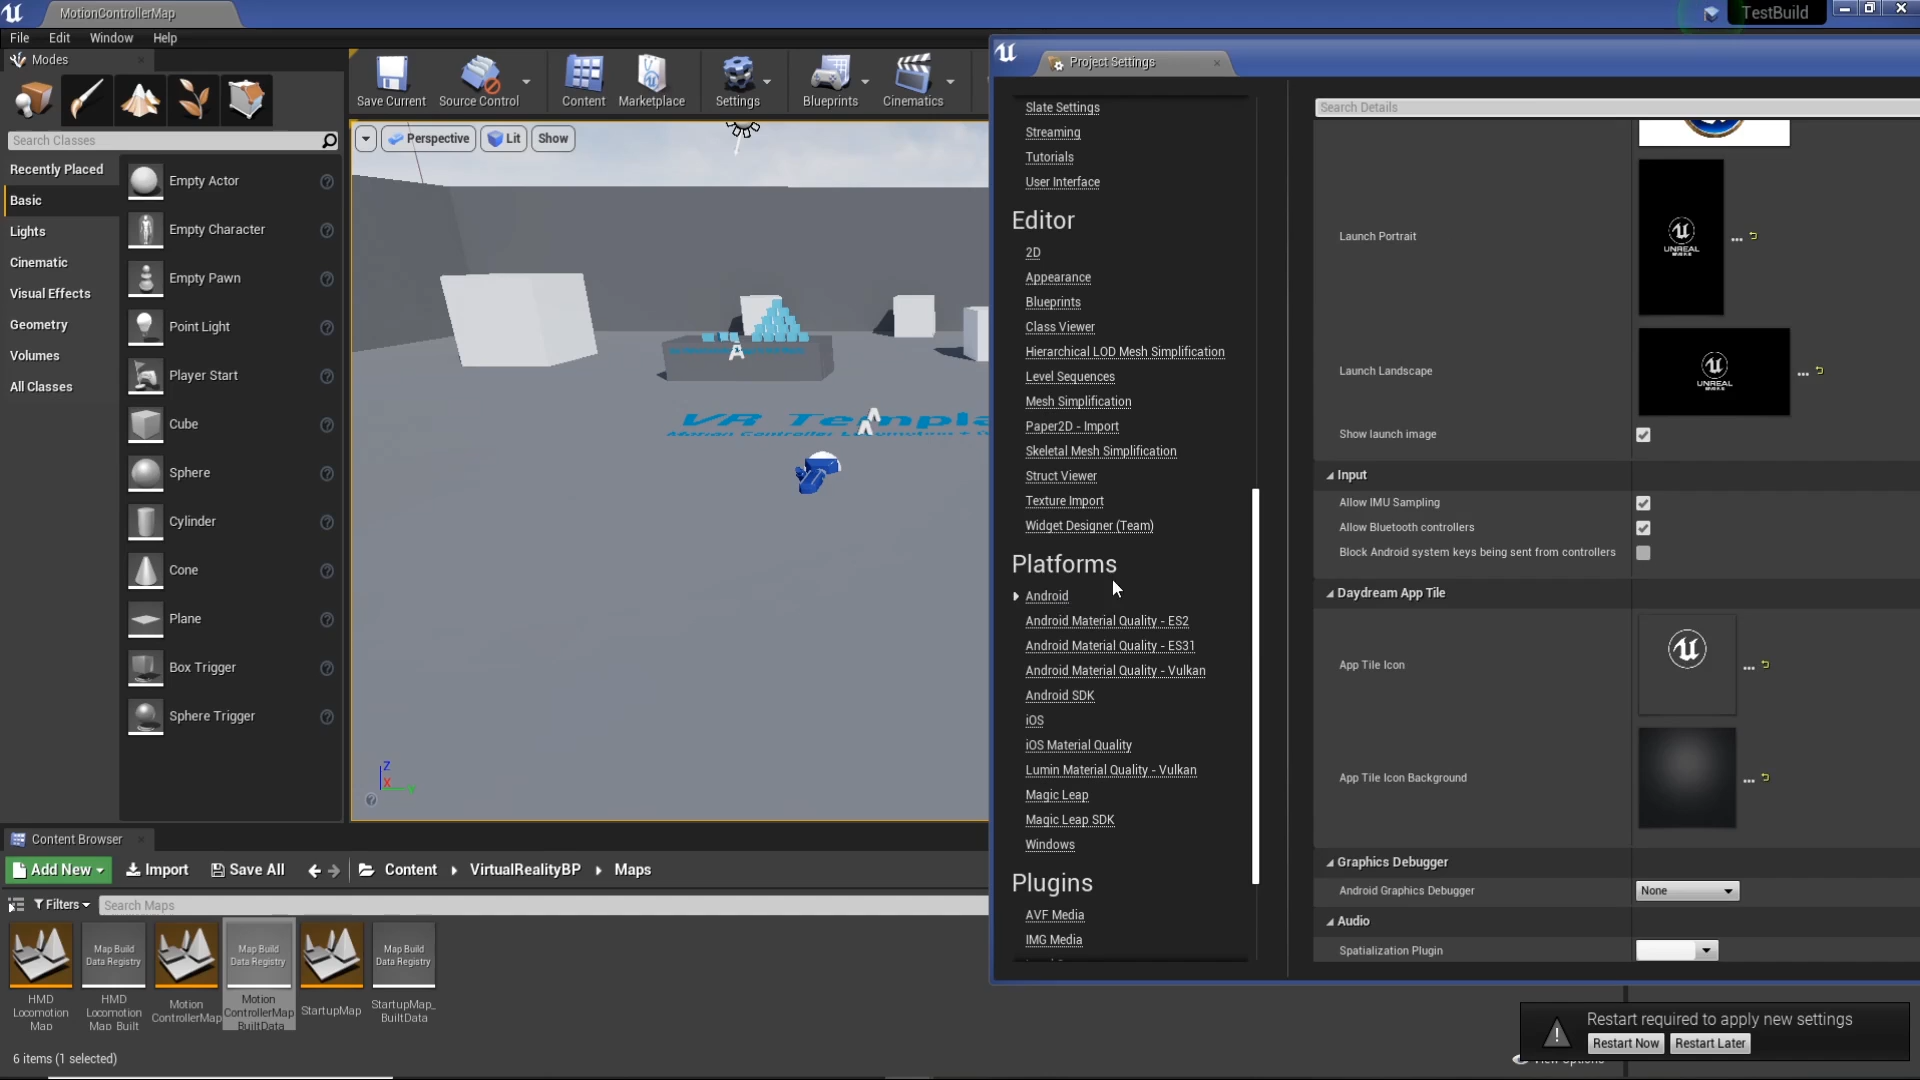 MotionControllerMap
TestBuild
File Edit Window Help
Modes
Project Settings
Save Current
Source Control
Content
Marketplace
Settings
Blueprints
Cinematics
Search Classes
Perspective
Lit
Show
Recently Placed
Basic
Lights
Cinematic
Visual Effects
Geometry
Volumes
All Classes
Empty Actor
Empty Character
Empty Pawn
Point Light
Player Start
Cube
Sphere
Cylinder
Cone
Plane
Box Trigger
Sphere Trigger
VR Templa
Motion Controller
Z
X
Slate Settings
Streaming
Tutorials
User Interface
Editor
2D
Appearance
Blueprints
Class Viewer
Hierarchical LOD Mesh Simplification
Level Sequences
Mesh Simplification
Paper2D - Import
Skeletal Mesh Simplification
Struct Viewer
Texture Import
Widget Designer (Team)
Platforms
Android
Android Material Quality - ES2
Android Material Quality - ES31
Android Material Quality - Vulkan
Android SDK
iOS
iOS Material Quality
Lumin Material Quality - Vulkan
Magic Leap
Magic Leap SDK
Windows
Plugins
AVF Media
IMG Media
Search Details
Launch Portrait
UNREAL
Launch Landscape
UNREAL
Show launch image
Input
Allow IMU Sampling
Allow Bluetooth controllers
Block Android system keys being sent from controllers
Daydream App Tile
App Tile Icon
App Tile Icon Background
Graphics Debugger
Android Graphics Debugger
None
Audio
Spatialization Plugin
Content Browser
Add New
Import
Save All
Content
VirtualRealityBP
Maps
Filters
Search Maps
HMD
Locomotion
Map
Map Build
Data Registry
HMD
Locomotion
Map_Built
Motion
ControllerMap
Map Build
Data Registry
Motion
ControllerMap_
BuiltData
StartupMap
Map Build
Data Registry
StartupMap_
BuiltData
6 items (1 selected)
View Options
Restart required to apply new settings
Restart Now
Restart Later